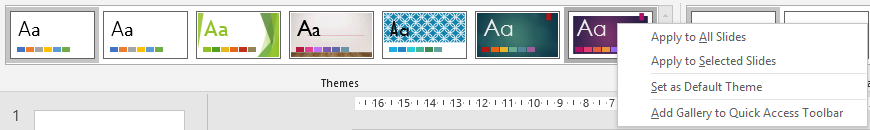 Aa Aa Aa Aa Aa Aa Aa
Apply to All Slides
Apply to Selected Slides
Set as Default Theme
Add Gallery to Quick Access Toolbar
Themes
1
16 15 14 13 12 11 10 9 8 7